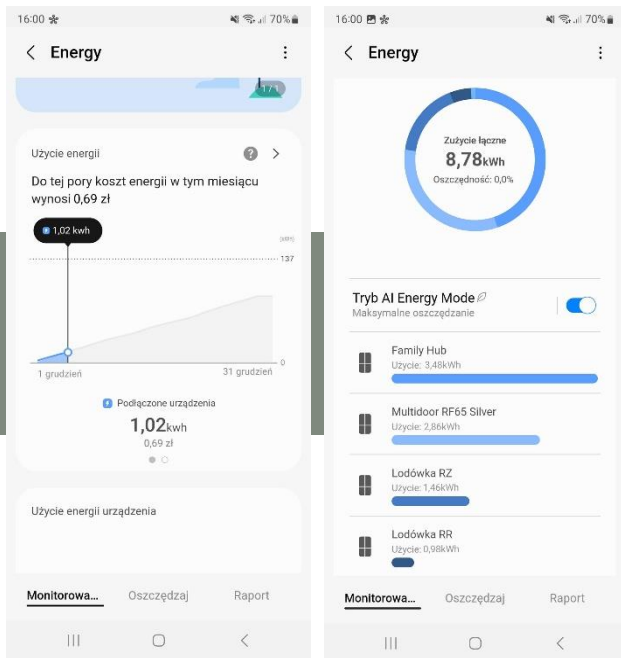 16:00
70%
Energy
1/1
Użycie energii
?
Do tej pory koszt energii w tym miesiącu
wynosi 0,69 zł
1,02 kwh
(kWh)
137
0
1 grudzień
31 grudzień
Podłączone urządzenia
1,02kwh
0,69 zł
Użycie energii urządzenia
Monitorowa...
Oszczędzaj
Raport
16:00
70%
Energy
Zużycie łączne
8,78kWh
Oszczędność: 0,0%
Tryb AI Energy Mode
Maksymalne oszczędzanie
Family Hub
Użycie: 3,48kWh
Multidoor RF65 Silver
Użycie: 2,86kWh
Lodówka RZ
Użycie: 1,46kWh
Lodówka RR
Użycie: 0,98kWh
Monitorowa...
Oszczędzaj
Raport